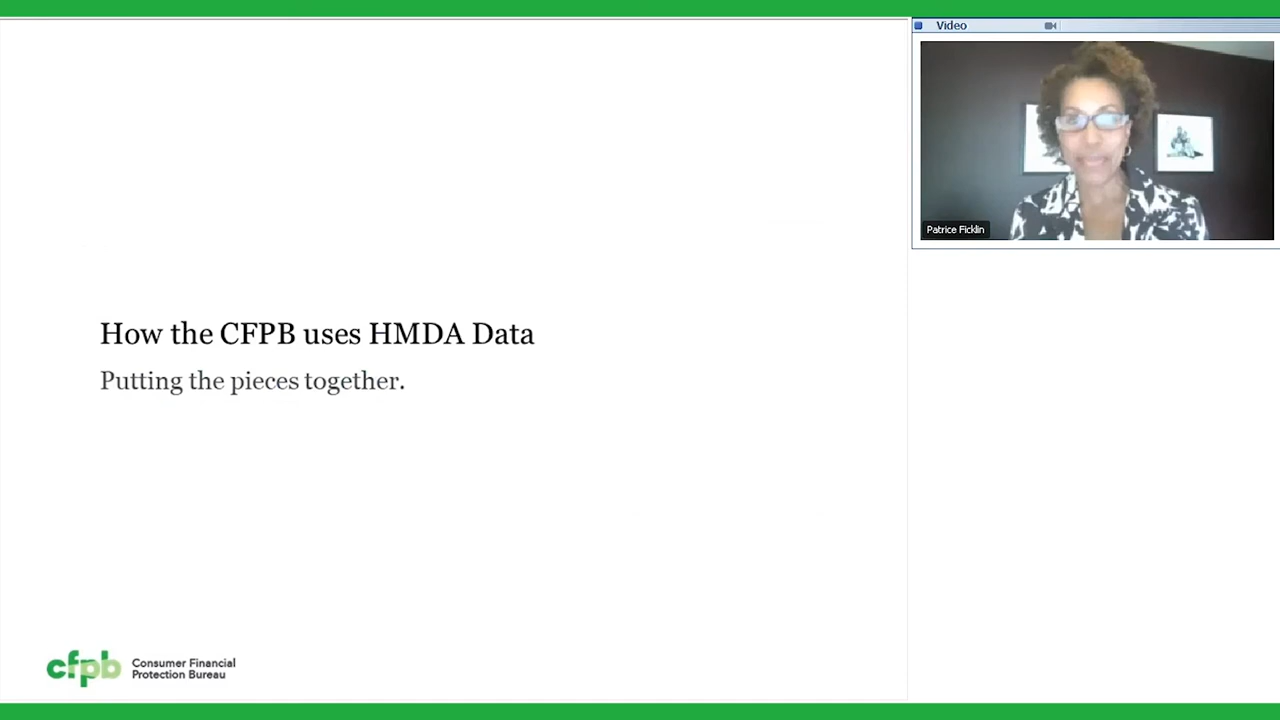 Video
Patrice Ficklin
How the CFPB uses HMDA Data
Putting the pieces together.
cfpb
Consumer Financial
Protection Bureau